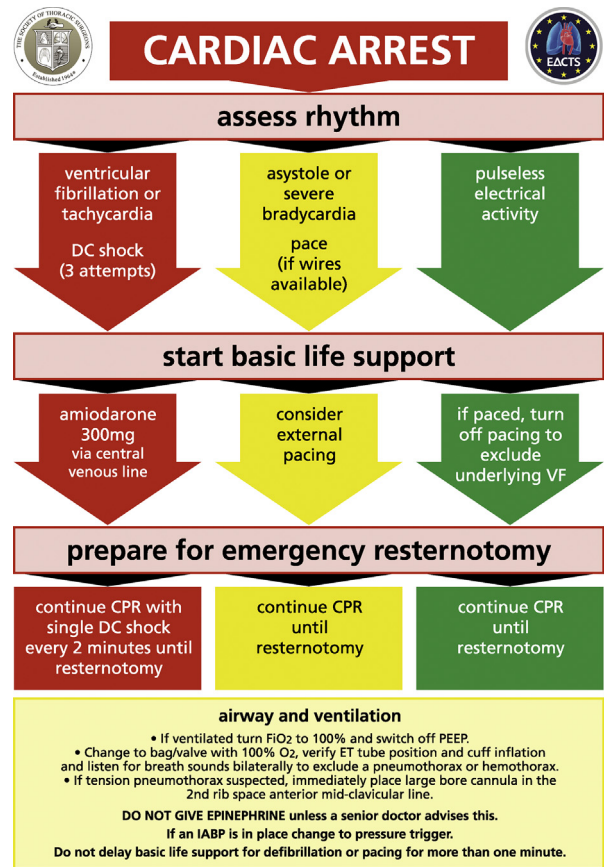 THE SOCIETY OF THORACIC SURGEONS
Established 1964
CARDIAC ARREST
EACTS
assess rhythm
ventricular
fibrillation or
tachycardia
DC shock
(3 attempts)
asystole or
severe
bradycardia
pace
(if wires
available)
pulseless
electrical
activity
start basic life support
amiodarone
300mg
via central
venous line
consider
external
pacing
if paced, turn
off pacing to
exclude
underlying VF
prepare for emergency resternotomy
continue CPR with
single DC shock
every 2 minutes until
resternotomy
continue CPR
until
resternotomy
continue CPR
until
resternotomy
airway and ventilation
• If ventilated turn FiO2 to 100% and switch off PEEP.
• Change to bag/valve with 100% O2, verify ET tube position and cuff inflation
and listen for breath sounds bilaterally to exclude a pneumothorax or hemothorax.
• If tension pneumothorax suspected, immediately place large bore cannula in the
2nd rib space anterior mid-clavicular line.
DO NOT GIVE EPINEPHRINE unless a senior doctor advises this.
If an IABP is in place change to pressure trigger.
Do not delay basic life support for defibrillation or pacing for more than one minute.